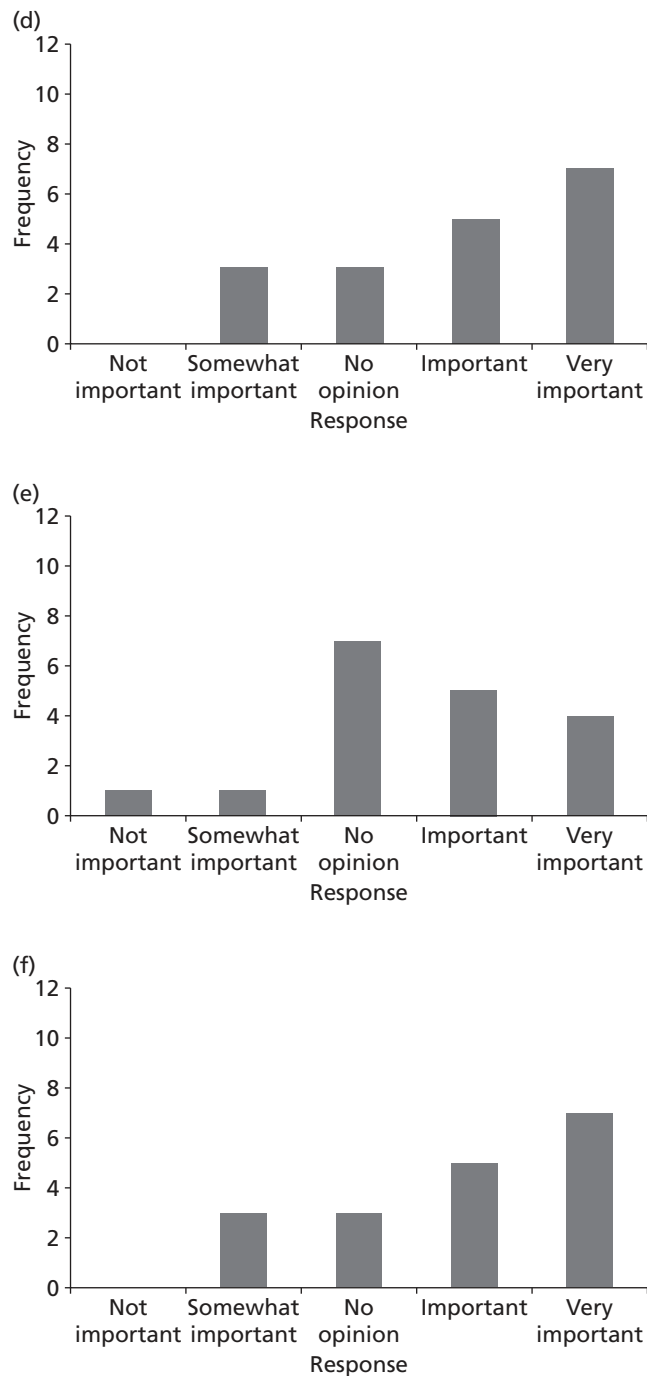 (d)
12
10
8
6
4
2
0
Frequency
Not important
Somewhat important
No opinion
Important
Very important
Response
(e)
12
10
8
6
4
2
0
Frequency
Not important
Somewhat important
No opinion
Important
Very important
Response
(f)
12
10
8
6
4
2
0
Frequency
Not important
Somewhat important
No opinion
Important
Very important
Response